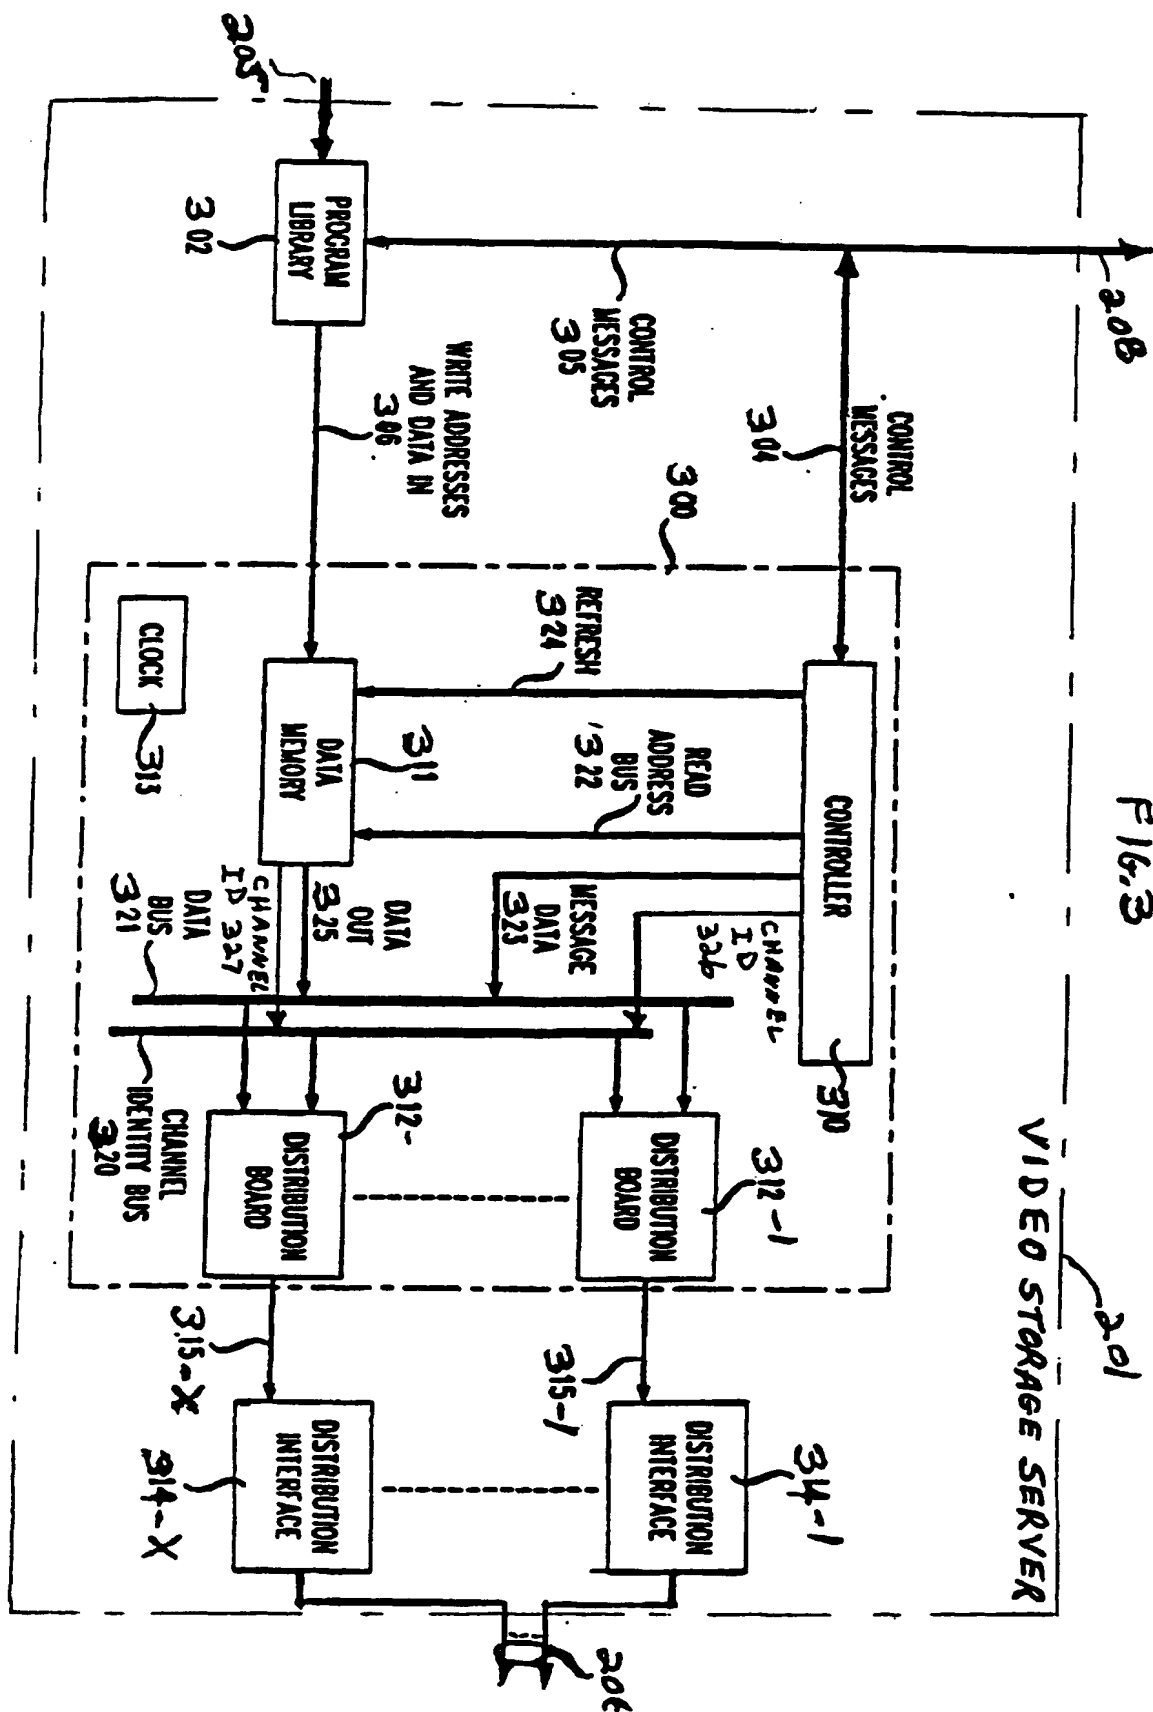 FIG.3
VIDEO STORAGE SERVER
201
208
205
PROGRAM
LIBRARY
302
CONTROL
MESSAGES
305
CONTROL
MESSAGES
304
WRITE ADDRESSES
AND DATA IN
306
300
CONTROLLER
310
REFRESH
324
READ
ADDRESS
BUS
322
MESSAGE
DATA
323
CHANNEL
ID
326
DATA
MEMORY
311
CLOCK
313
DATA
OUT
325
CHANNEL
ID 327
DATA
BUS
321
CHANNEL
IDENTITY BUS
320
DISTRIBUTION
BOARD
312-1
DISTRIBUTION
BOARD
312-
315-1
315-X
DISTRIBUTION
INTERFACE
314-1
DISTRIBUTION
INTERFACE
314-X